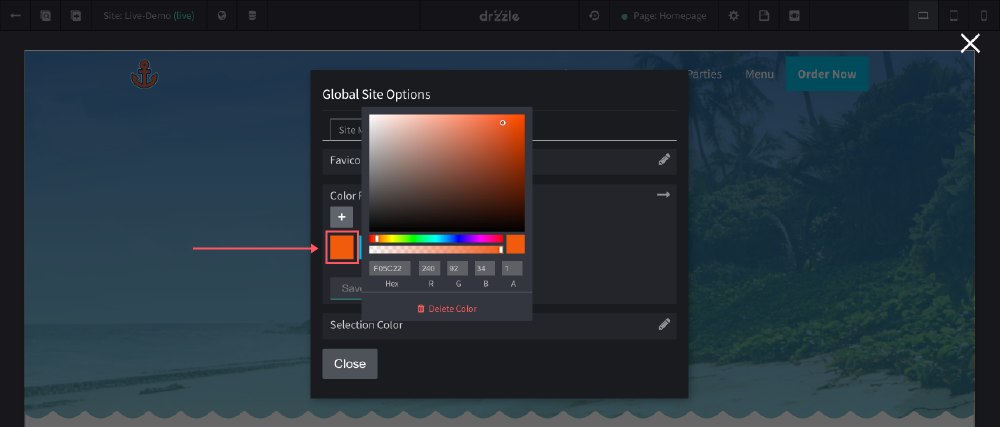 Site: Live-Demo (live)
drizzle
Page: Homepage
Parties
Menu
Order Now
Global Site Options
Site
Color
+
F05C22
240
92
34
1
Hex
R
G
B
A
Save
Delete Color
Selection Color
Close